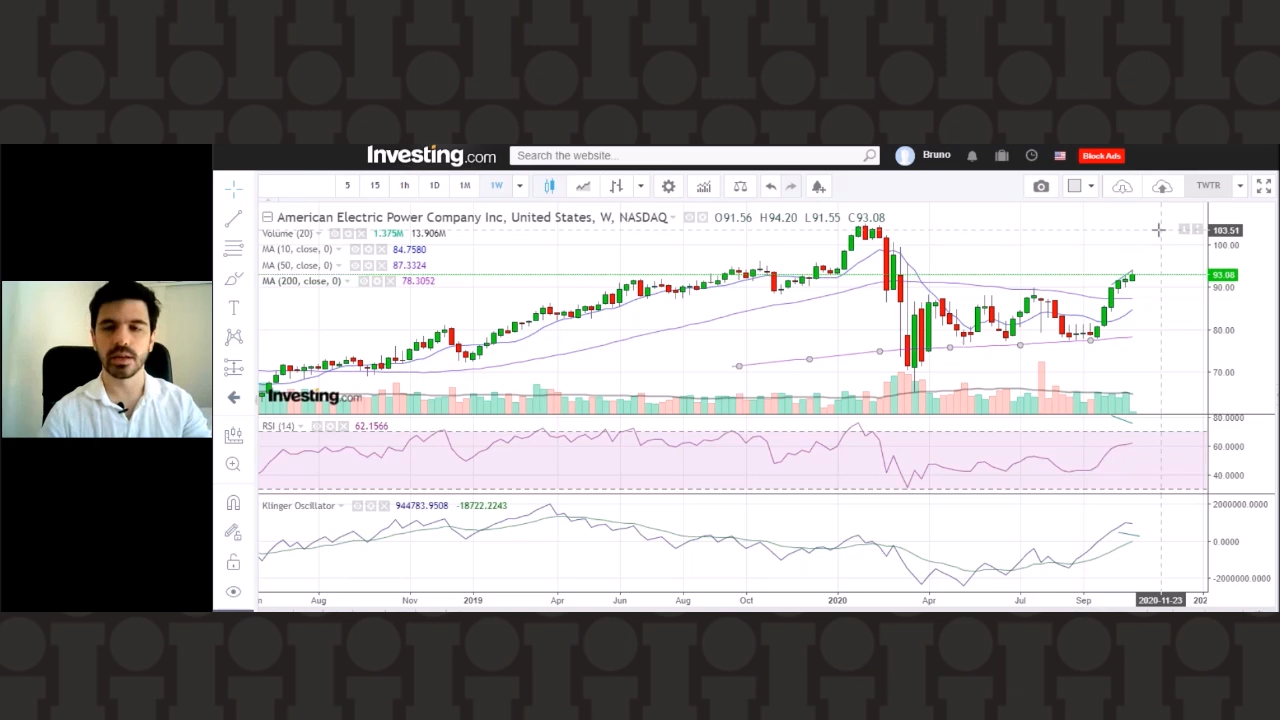 Investing.com
Search the website...
Bruno
Block Ads
5 15 1h 1D 1M 1W
TWTR
American Electric Power Company Inc, United States, W, NASDAQ O91.56 H94.20 L91.55 C93.08
Volume (20) 1.375M 13.906M
MA (10, close, 0) 84.7580
MA (50, close, 0) 87.3324
MA (200, close, 0) 78.3052
103.51
100.00
93.08
90.00
80.00
70.00
Investing.com
RSI (14) 62.1566
80.0000
60.0000
40.0000
Klinger Oscillator 944783.9508 -18722.2243
2000000.0000
0.0000
-2000000.0000
Aug Nov 2019 Apr Jun Aug Oct 2020 Apr Jul Sep 2020-11-23 202